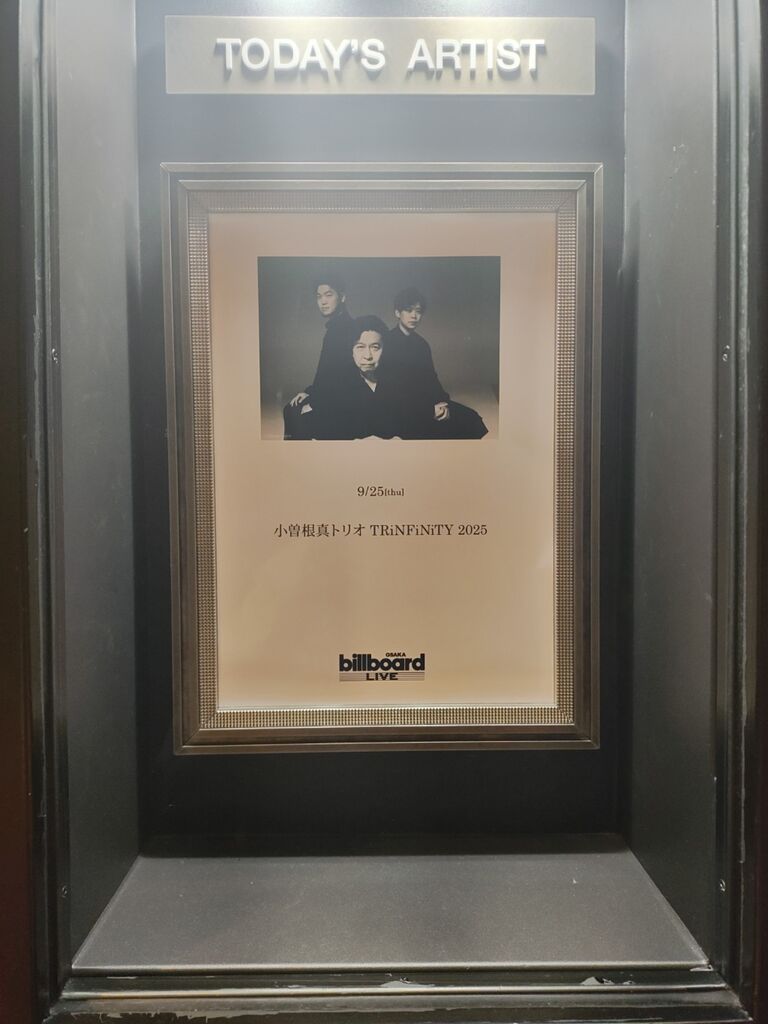 TODAY'S ARTIST
9/25[thu]
小曽根真トリオ TRiNFiNiTY 2025
OSAKA
billboard
LIVE